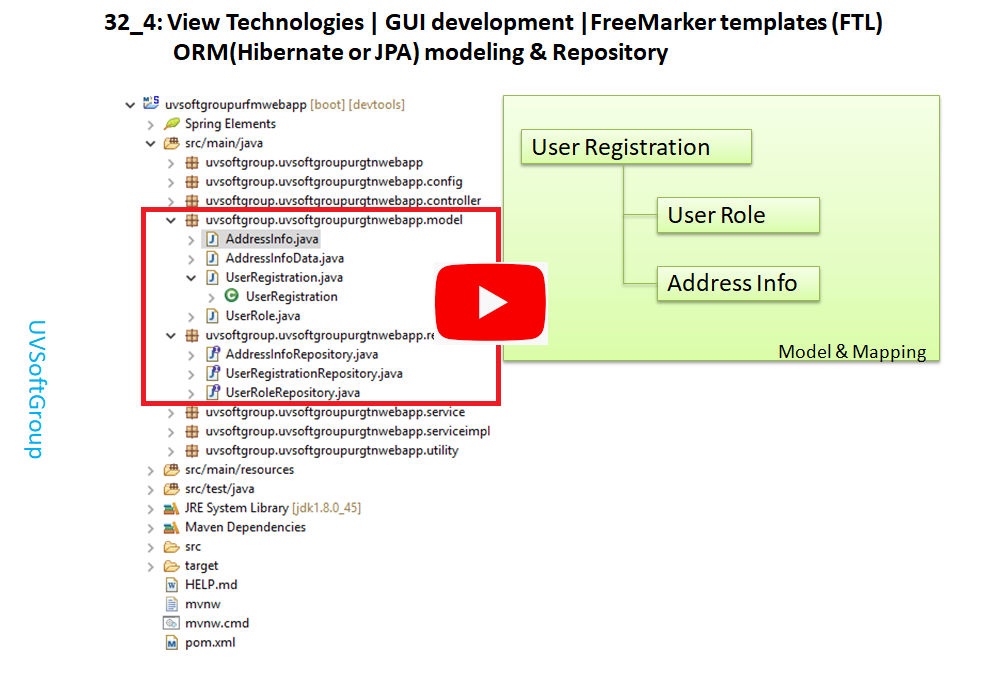 32_4: View Technologies | GUI development |FreeMarker templates (FTL)
ORM(Hibernate or JPA) modeling & Repository
uvsoftgroupurfmwebapp [boot] [devtools]
Spring Elements
src/main/java
uvsoftgroup.uvsoftgroupurgtnwebapp
uvsoftgroup.uvsoftgroupurgtnwebapp.config
uvsoftgroup.uvsoftgroupurgtnwebapp.controller
uvsoftgroup.uvsoftgroupurgtnwebapp.model
AddressInfo.java
AddressInfoData.java
UserRegistration.java
UserRegistration
UserRole.java
uvsoftgroup.uvsoftgroupurgtnwebapp.re
AddressInfoRepository.java
UserRegistrationRepository.java
UserRoleRepository.java
uvsoftgroup.uvsoftgroupurgtnwebapp.service
uvsoftgroup.uvsoftgroupurgtnwebapp.serviceimpl
uvsoftgroup.uvsoftgroupurgtnwebapp.utility
src/main/resources
src/test/java
JRE System Library [jdk1.8.0_45]
Maven Dependencies
src
target
HELP.md
mvnw
mvnw.cmd
pom.xml
User Registration
User Role
Address Info
Model & Mapping
UVSoftGroup